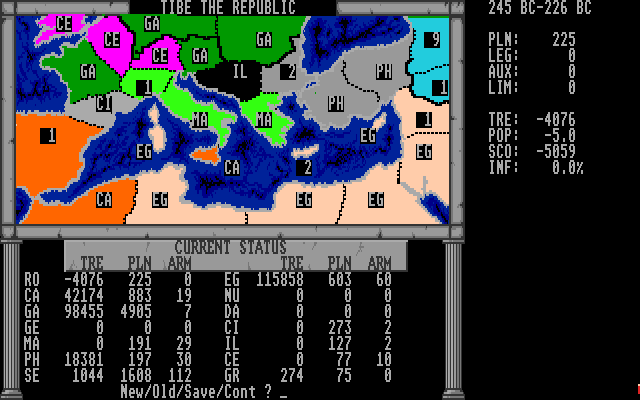 TIBE THE REPUBLIC
245 BC-226 BC
PLN: 225
LEG: 0
AUX: 0
LIM: 0
TRE: -4076
POP: -5.0
SCO: -5059
INF: 0.0%
CE GA
CE GA GA 9
CE
GA IL 2 PH
1 1
CI PH
MA MA 1
1 EG
EG EG
CA 2
CA EG EG EG
CURRENT STATUS
TRE PLN ARM TRE PLN ARM
RO -4076 225 0 EG 115858 603 60
CA 42174 883 19 NU 0 0 0
GA 98455 4905 7 DA 0 0 0
GE 0 0 0 CI 0 273 2
MA 0 191 29 IL 0 127 2
PH 18381 197 30 CE 0 77 10
SE 1044 1608 112 GR 274 75 0
New/Old/Save/Cont ? _